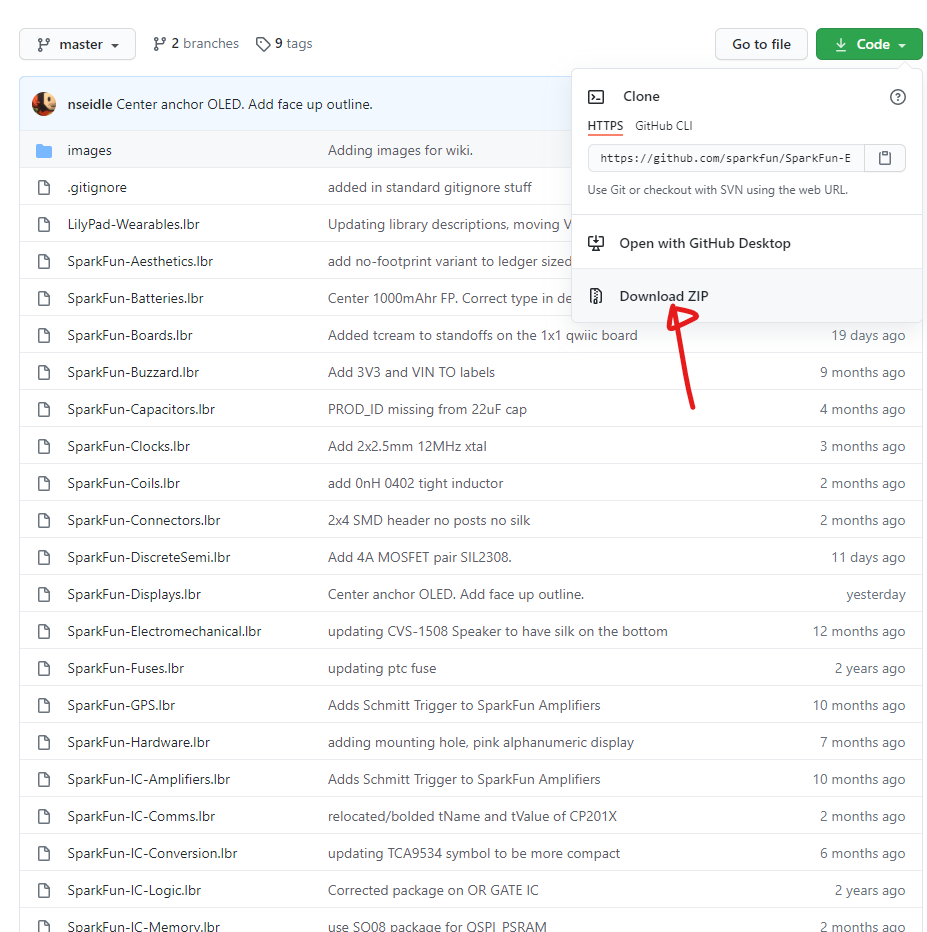 master 2 branches 9 tags Go to file Code
nseidle Center anchor OLED. Add face up outline.
Clone
HTTPS GitHub CLI
https://github.com/sparkfun/SparkFun-E
Use Git or checkout with SVN using the web URL.
Open with GitHub Desktop
Download ZIP
images Adding images for wiki.
.gitignore added in standard gitignore stuff
LilyPad-Wearables.lbr Updating library descriptions, moving V
SparkFun-Aesthetics.lbr add no-footprint variant to ledger sized
SparkFun-Batteries.lbr Center 1000mAhr FP. Correct type in de
SparkFun-Boards.lbr Added tcream to standoffs on the 1x1 qwiic board 19 days ago
SparkFun-Buzzard.lbr Add 3V3 and VIN TO labels 9 months ago
SparkFun-Capacitors.lbr PROD_ID missing from 22uF cap 4 months ago
SparkFun-Clocks.lbr Add 2x2.5mm 12MHz xtal 3 months ago
SparkFun-Coils.lbr add 0nH 0402 tight inductor 2 months ago
SparkFun-Connectors.lbr 2x4 SMD header no posts no silk 2 months ago
SparkFun-DiscreteSemi.lbr Add 4A MOSFET pair SIL2308. 11 days ago
SparkFun-Displays.lbr Center anchor OLED. Add face up outline. yesterday
SparkFun-Electromechanical.lbr updating CVS-1508 Speaker to have silk on the bottom 12 months ago
SparkFun-Fuses.lbr updating ptc fuse 2 years ago
SparkFun-GPS.lbr Adds Schmitt Trigger to SparkFun Amplifiers 10 months ago
SparkFun-Hardware.lbr adding mounting hole, pink alphanumeric display 7 months ago
SparkFun-IC-Amplifiers.lbr Adds Schmitt Trigger to SparkFun Amplifiers 10 months ago
SparkFun-IC-Comms.lbr relocated/bolded tName and tValue of CP201X 2 months ago
SparkFun-IC-Conversion.lbr updating TCA9534 symbol to be more compact 6 months ago
SparkFun-IC-Logic.lbr Corrected package on OR GATE IC 2 years ago
SparkFun-IC-Memory.lbr use SO08 package for QSPI_PSRAM 2 months ago